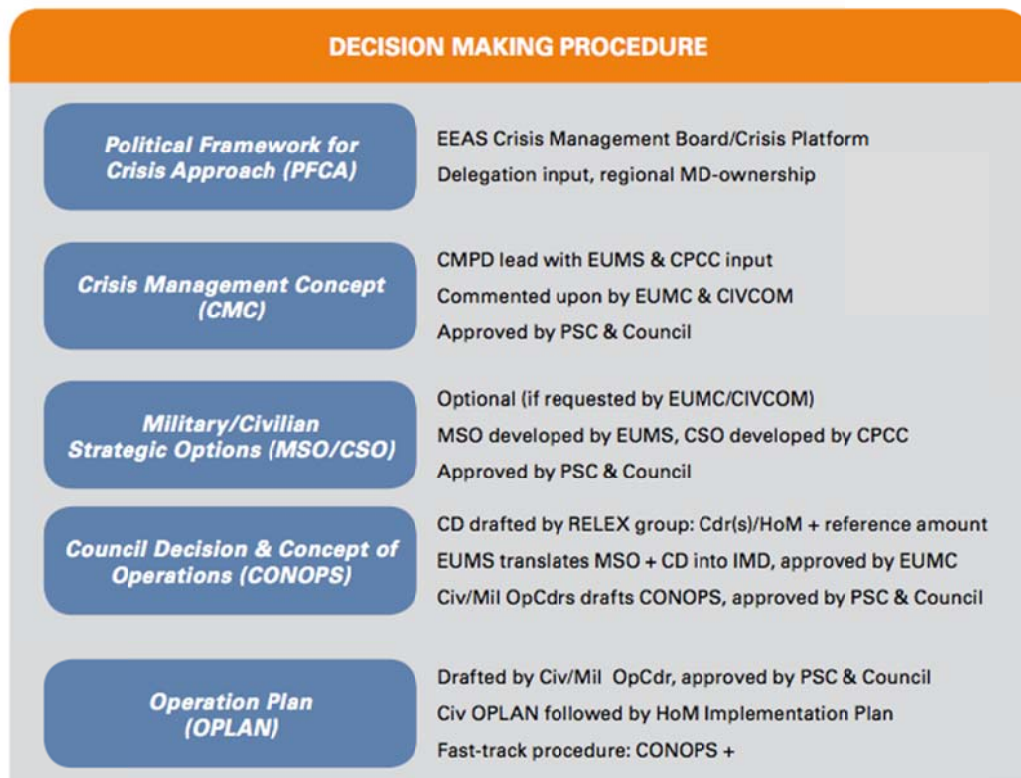 DECISION MAKING PROCEDURE
Political Framework for
Crisis Approach (PFCA)
EEAS Crisis Management Board/Crisis Platform
Delegation input, regional MD-ownership
Crisis Management Concept
(CMC)
CMPD lead with EUMS & CPCC input
Commented upon by EUMC & CIVCOM
Approved by PSC & Council
Military/Civilian
Strategic Options (MSO/CSO)
Optional (if requested by EUMC/CIVCOM)
MSO developed by EUMS, CSO developed by CPCC
Approved by PSC & Council
Council Decision & Concept of
Operations (CONOPS)
CD drafted by RELEX group: Cdr(s)/HoM + reference amount
EUMS translates MSO + CD into IMD, approved by EUMC
Civ/Mil OpCdrs drafts CONOPS, approved by PSC & Council
Operation Plan
(OPLAN)
Drafted by Civ/Mil OpCdr, approved by PSC & Council
Civ OPLAN followed by HoM Implementation Plan
Fast-track procedure: CONOPS +